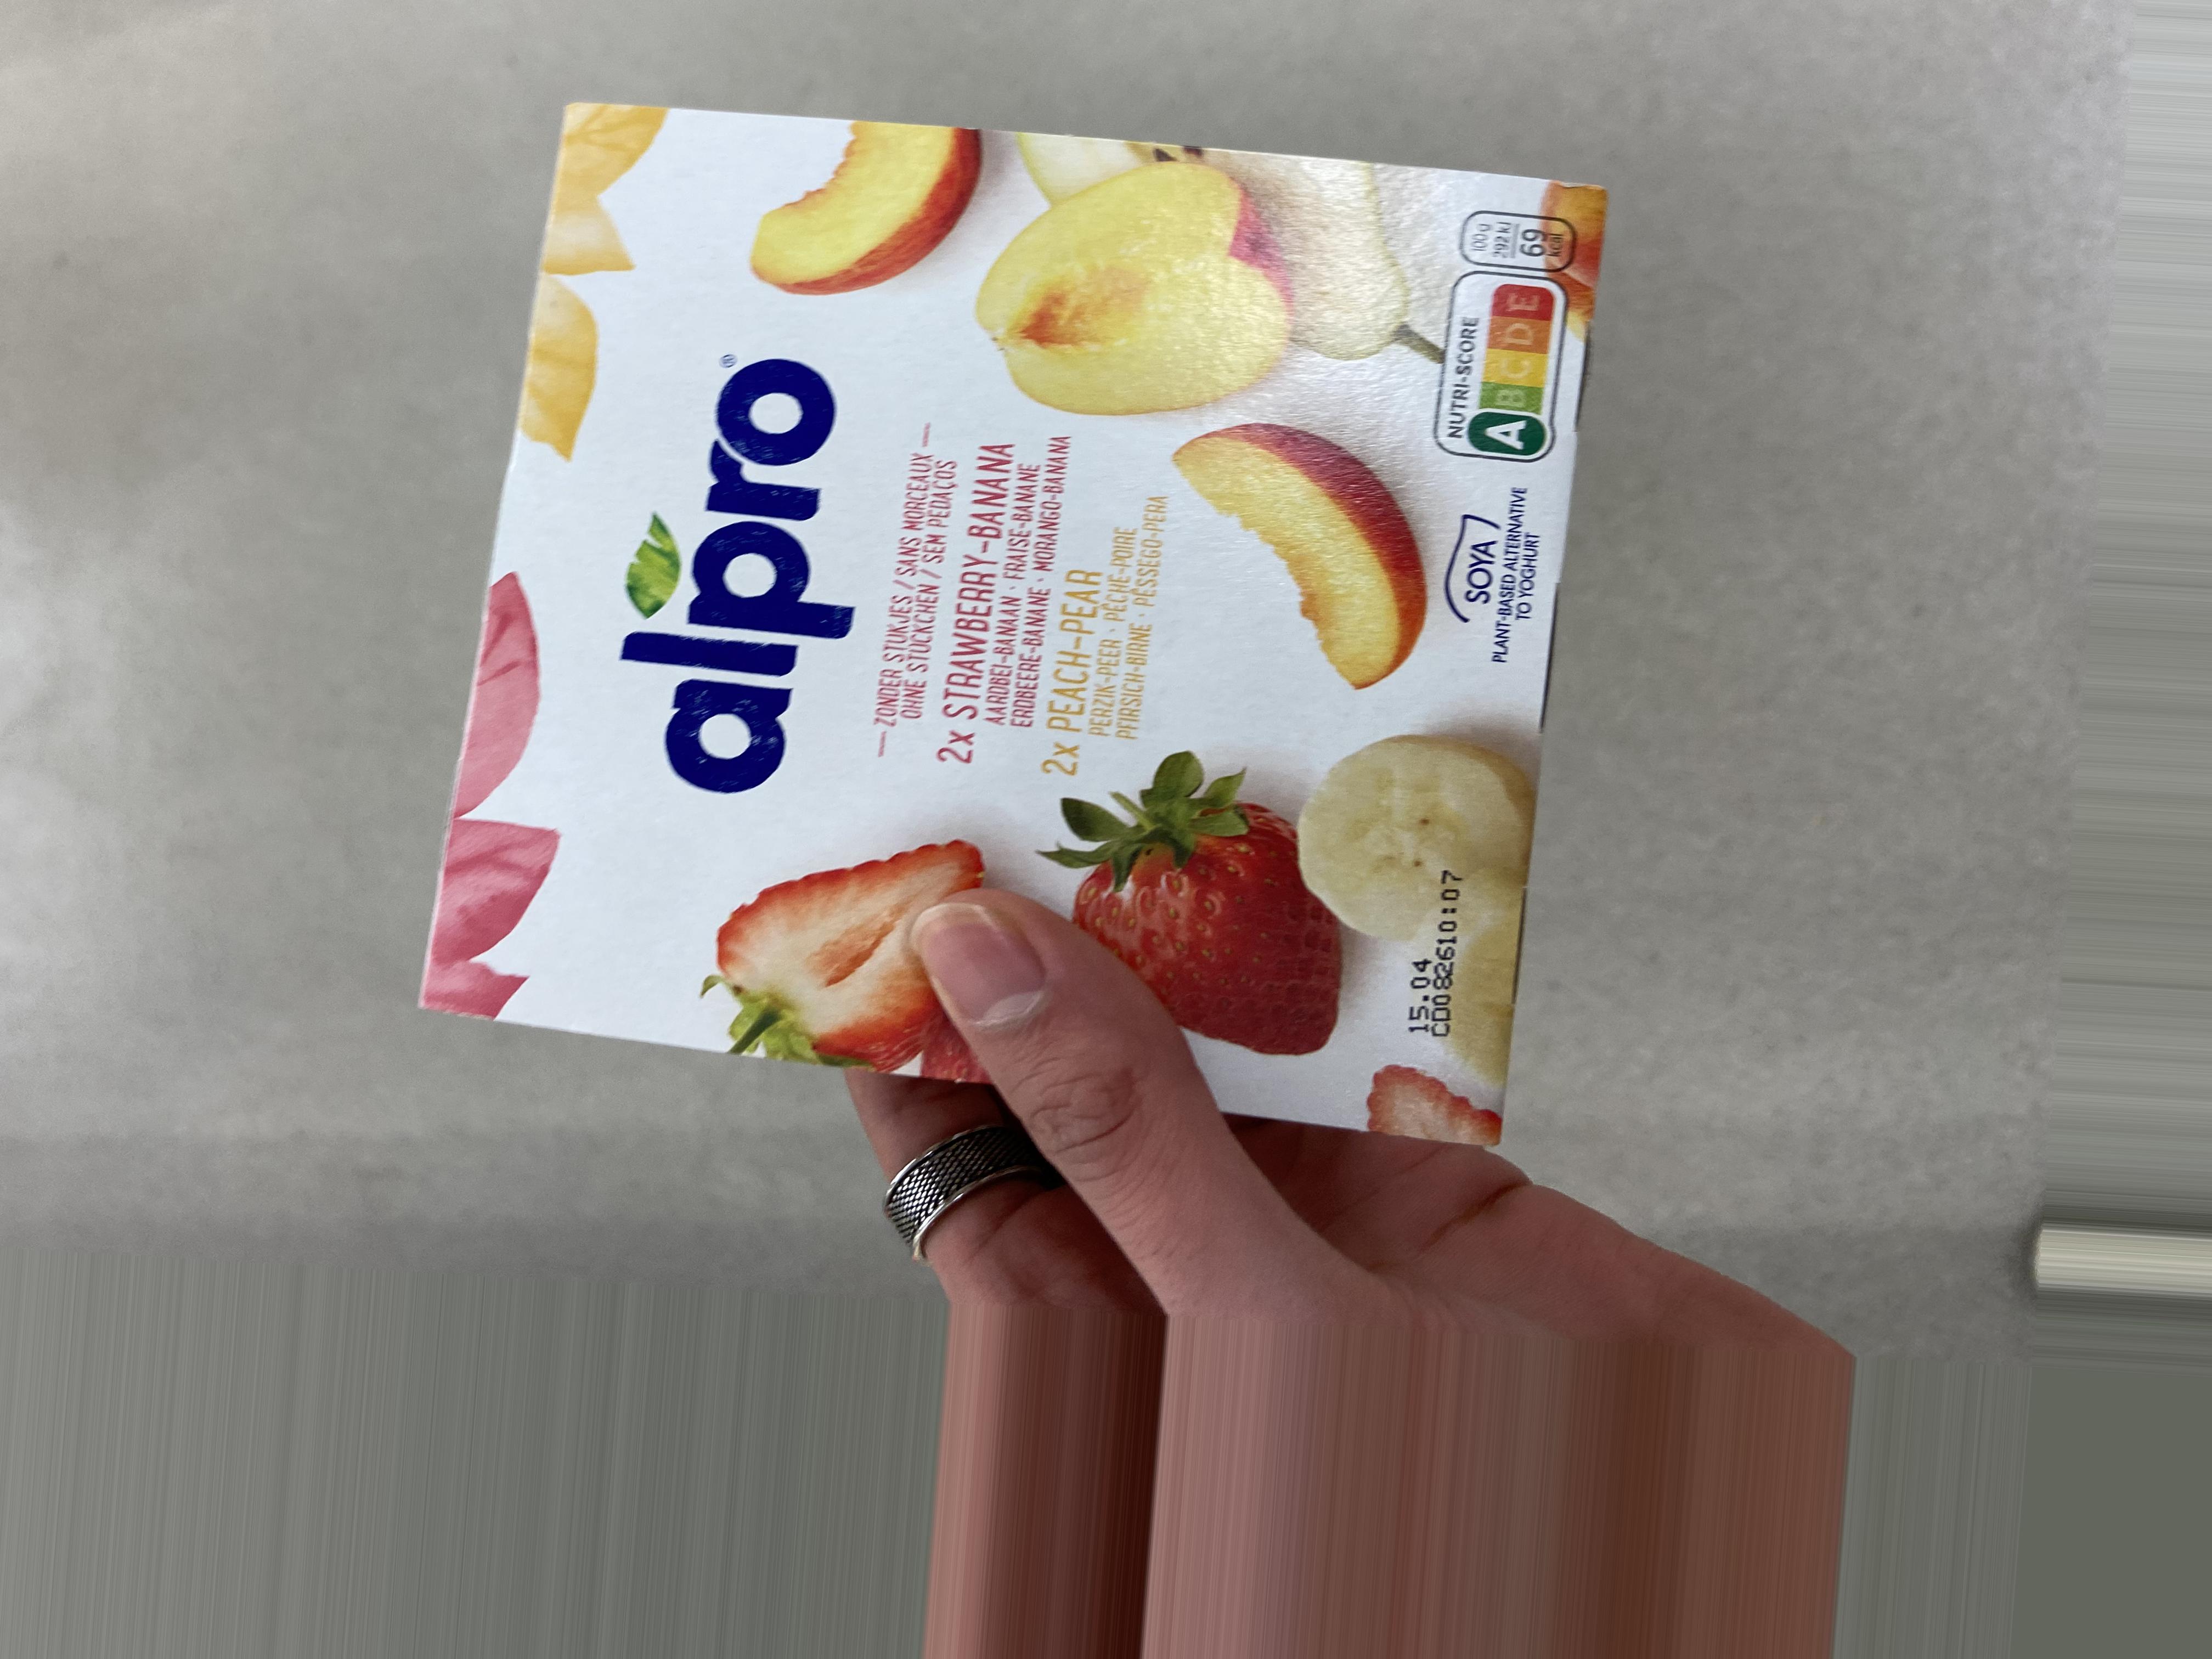 alpro®
ZONDER STUKJES / SANS MORCEAUX
OHNE STÜCKCHEN / SEM PEDAÇOS
2x STRAWBERRY-BANANA
AARDBEI-BANAAN · FRAISE-BANANE
ERDBEERE-BANANE · MORANGO-BANANA
2x PEACH-PEAR
PERZIK-PEER · PÊCHE-POIRE
PFIRSICH-BIRNE · PÊSSEGO-PERA
SOYA
PLANT-BASED ALTERNATIVE
TO YOGHURT
NUTRI-SCORE
A B C D E
100g
292 kJ
69
kcal
15.04
CD082610:07